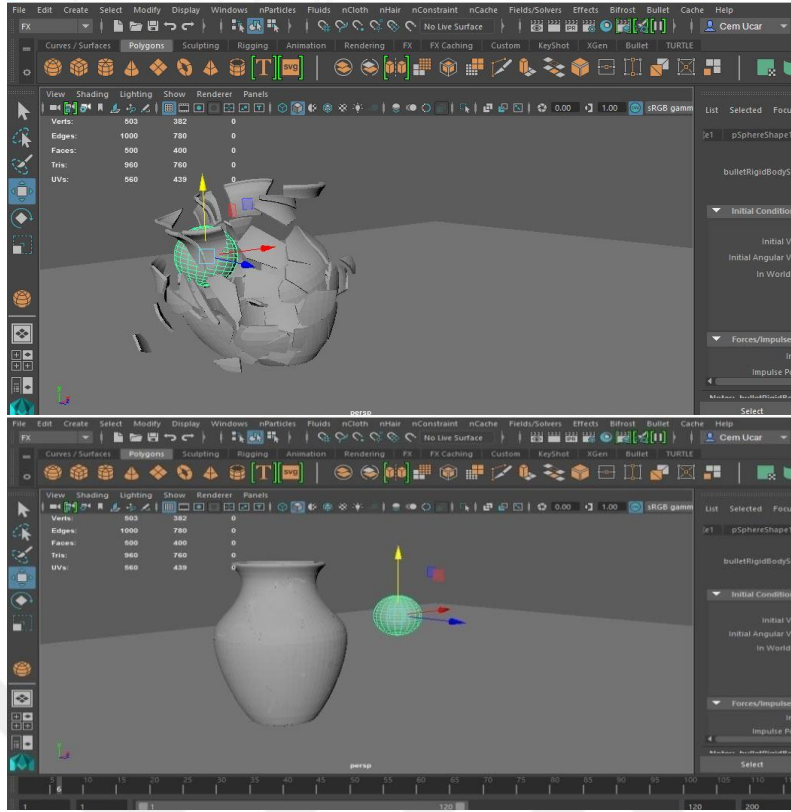 File Edit Create Select Modify Display Windows nParticles Fluids nCloth nHair nConstraint nCache Fields/Solvers Effects Bifrost Bullet Cache Help
FX No Live Surface Cem Ucar
Curves / Surfaces Polygons Sculpting Rigging Animation Rendering FX FX Caching Custom KeyShot XGen Bullet TURTLE
T svg
View Shading Lighting Show Renderer Panels
0.00 1.00 sRGB gamm
List Selected Focu
Verts: 503 382 0
Edges: 1000 780 0
Faces: 500 400 0
Tris: 960 760 0
UVs: 560 439 0
pSphereShape1
bulletRigidBodyS
Initial Condition
Initial V
Initial Angular V
In World
Forces/Impulse
Impulse Po
Select
persp
File Edit Create Select Modify Display Windows nParticles Fluids nCloth nHair nConstraint nCache Fields/Solvers Effects Bifrost Bullet Cache Help
FX No Live Surface Cem Ucar
Curves / Surfaces Polygons Sculpting Rigging Animation Rendering FX FX Caching Custom KeyShot XGen Bullet TURTLE
T svg
View Shading Lighting Show Renderer Panels
0.00 1.00 sRGB gamm
List Selected Focu
Verts: 503 382 0
Edges: 1000 780 0
Faces: 500 400 0
Tris: 960 760 0
UVs: 560 439 0
pSphereShape1
bulletRigidBodyS
Initial Condition
Initial V
Initial Angular V
In World
Forces/Impulse
Impulse Po
Select
persp
5 10 15 20 25 30 35 40 45 50 55 60 65 70 75 80 85 90 95 100 105 110
6
1 1 1 120 120 200